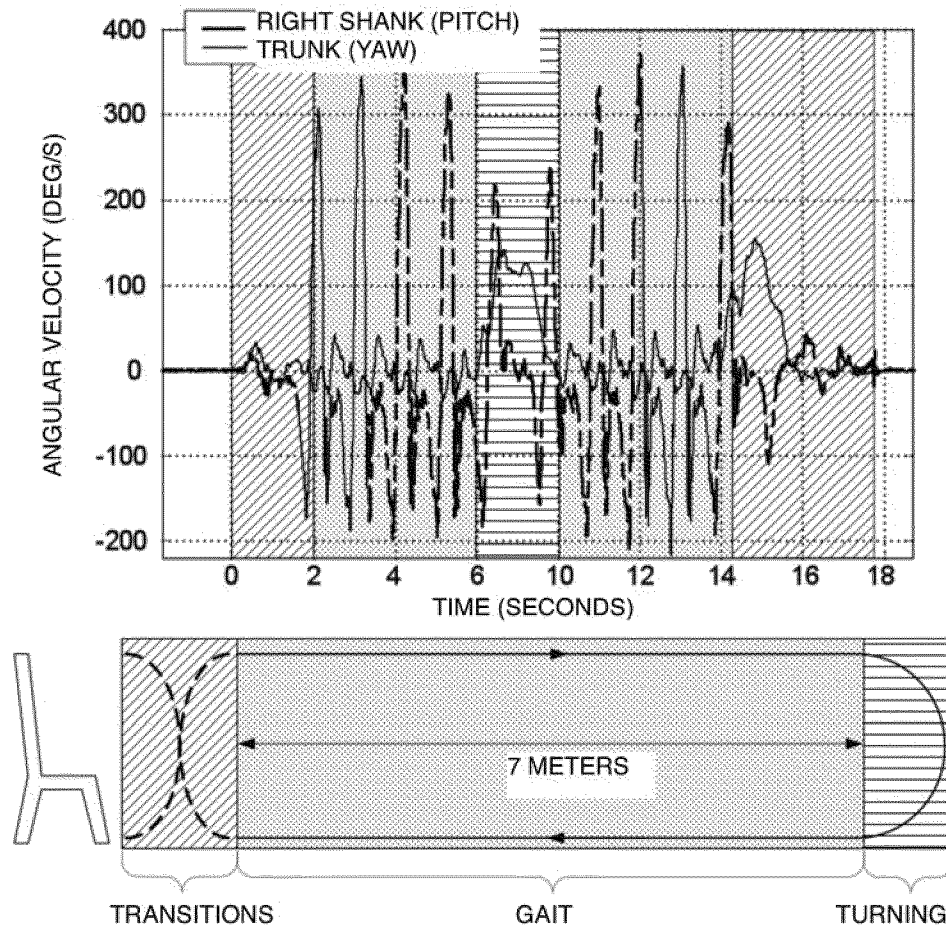 RIGHT SHANK (PITCH)
TRUNK (YAW)
400
300
200
100
0
-100
-200
ANGULAR VELOCITY (DEG/S)
0 2 4 6 8 10 12 14 16 18
TIME (SECONDS)
7 METERS
TRANSITIONS GAIT TURNING